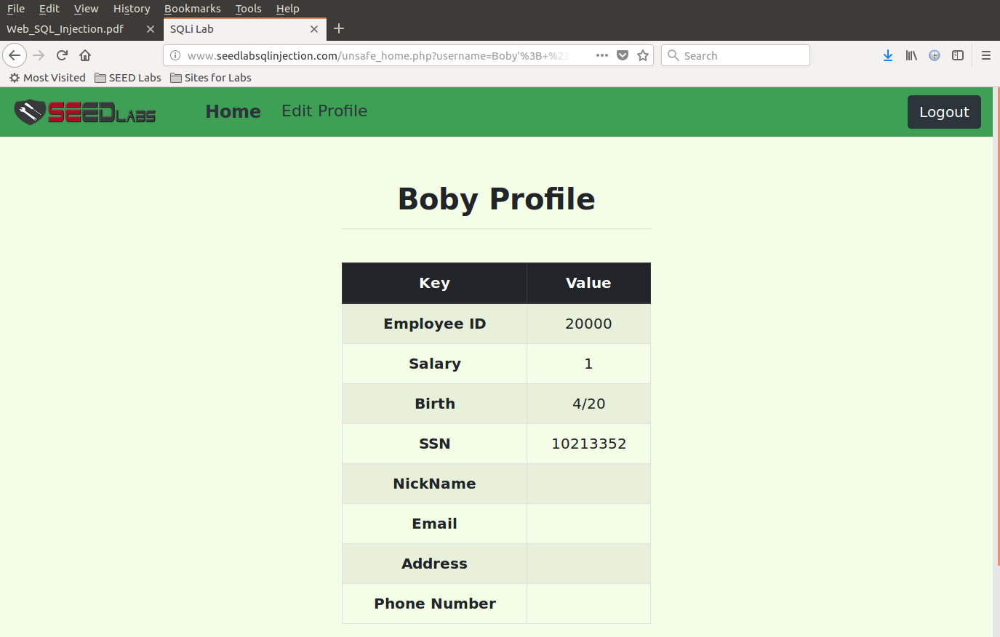 File Edit View History Bookmarks Tools Help
Web_SQL_Injection.pdf SQLi Lab
www.seedlabsqlinjection.com/unsafe_home.php?username=Boby'%3B+%23 Search
Most Visited SEED Labs Sites for Labs
SEEDLABS Home Edit Profile Logout
Boby Profile
Key Value
Employee ID 20000
Salary 1
Birth 4/20
SSN 10213352
NickName
Email
Address
Phone Number